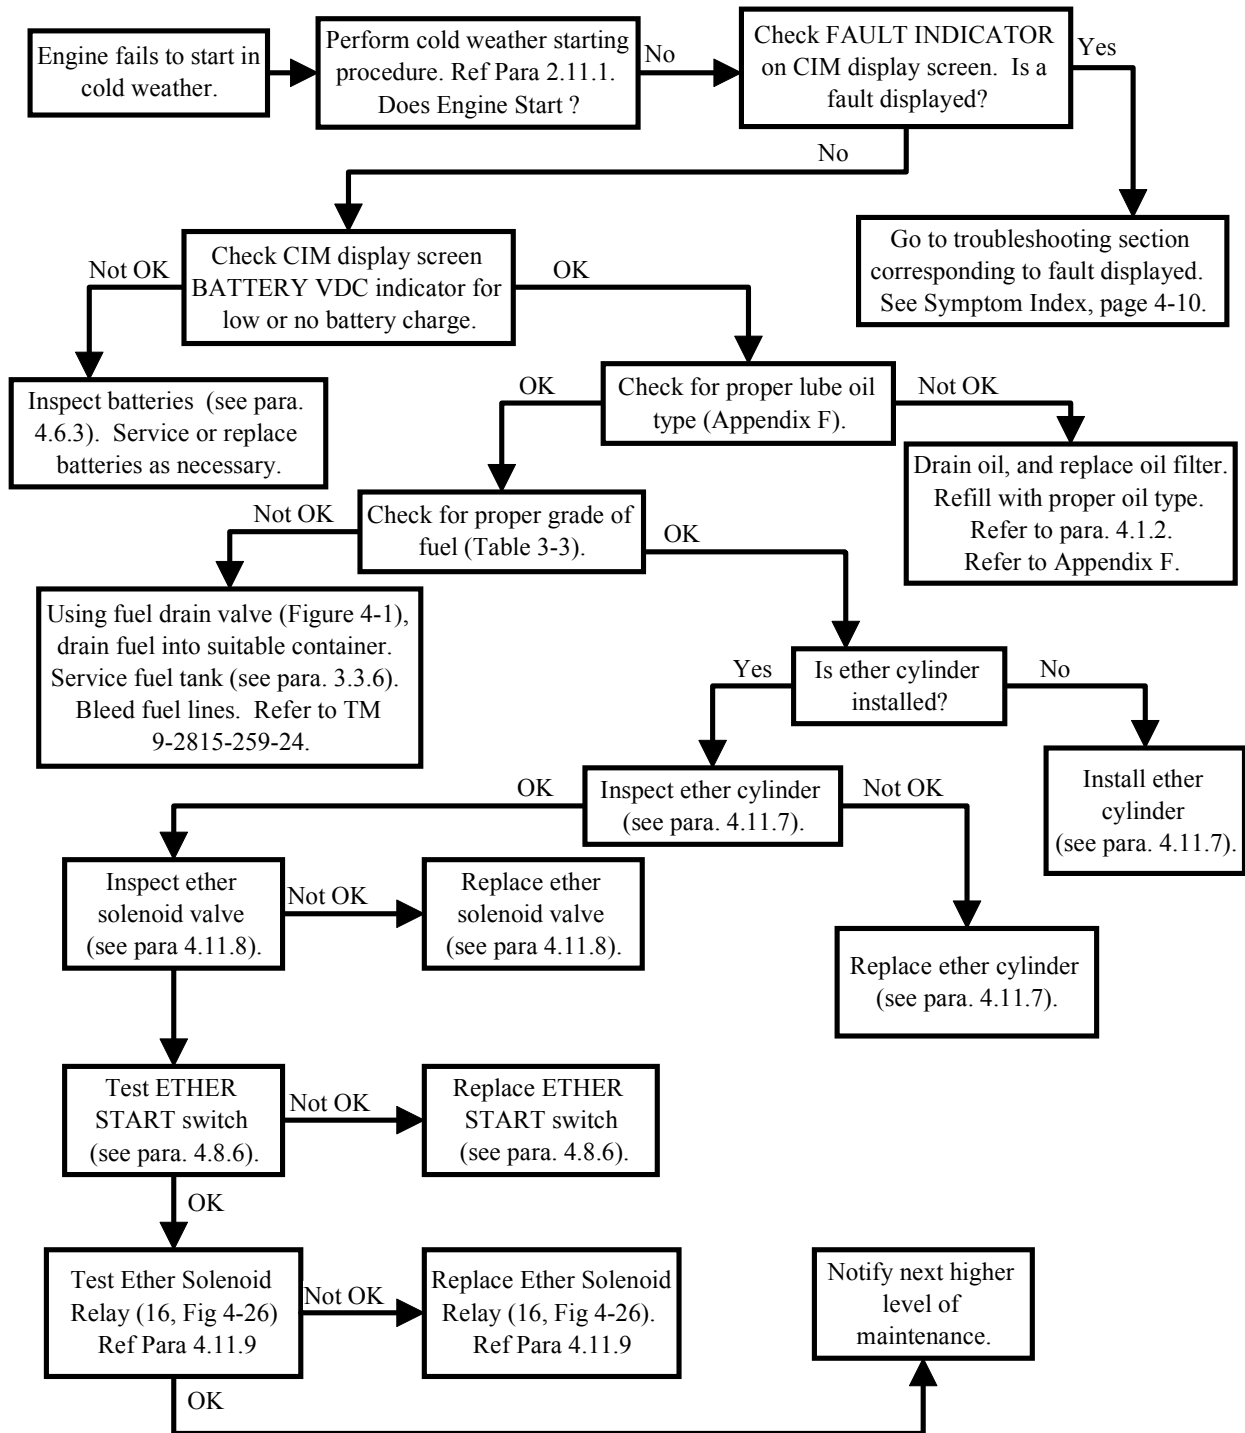 Engine fails to start in
cold weather.
Perform cold weather starting
procedure. Ref Para 2.11.1.
Does Engine Start ?
No
Check FAULT INDICATOR
on CIM display screen. Is a
fault displayed?
Yes
No
Go to troubleshooting section
corresponding to fault displayed.
See Symptom Index, page 4-10.
Check CIM display screen
BATTERY VDC indicator for
low or no battery charge.
Not OK
OK
Inspect batteries (see para.
4.6.3). Service or replace
batteries as necessary.
Check for proper lube oil
type (Appendix F).
OK
Not OK
Drain oil, and replace oil filter.
Refill with proper oil type.
Refer to para. 4.1.2.
Refer to Appendix F.
Check for proper grade of
fuel (Table 3-3).
Not OK
OK
Using fuel drain valve (Figure 4-1),
drain fuel into suitable container.
Service fuel tank (see para. 3.3.6).
Bleed fuel lines. Refer to TM
9-2815-259-24.
Is ether cylinder
installed?
Yes
No
Install ether
cylinder
(see para. 4.11.7).
Inspect ether cylinder
(see para. 4.11.7).
OK
Not OK
Replace ether cylinder
(see para. 4.11.7).
Inspect ether
solenoid valve
(see para 4.11.8).
Not OK
Replace ether
solenoid valve
(see para 4.11.8).
Test ETHER
START switch
(see para. 4.8.6).
Not OK
Replace ETHER
START switch
(see para. 4.8.6).
OK
Test Ether Solenoid
Relay (16, Fig 4-26)
Ref Para 4.11.9
Not OK
Replace Ether Solenoid
Relay (16, Fig 4-26).
Ref Para 4.11.9
OK
Notify next higher
level of
maintenance.